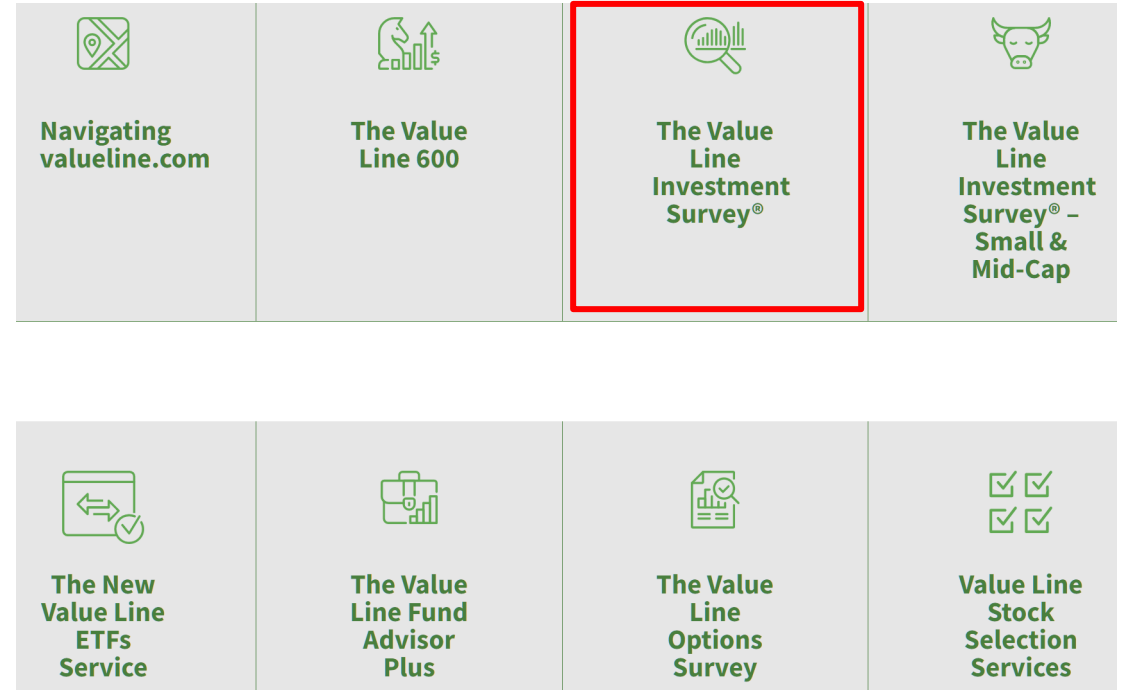 Navigating
valueline.com
The Value
Line 600
The Value
Line
Investment
Survey®
The Value
Line
Investment
Survey® –
Small &
Mid-Cap
The New
Value Line
ETFs
Service
The Value
Line Fund
Advisor
Plus
The Value
Line
Options
Survey
Value Line
Stock
Selection
Services